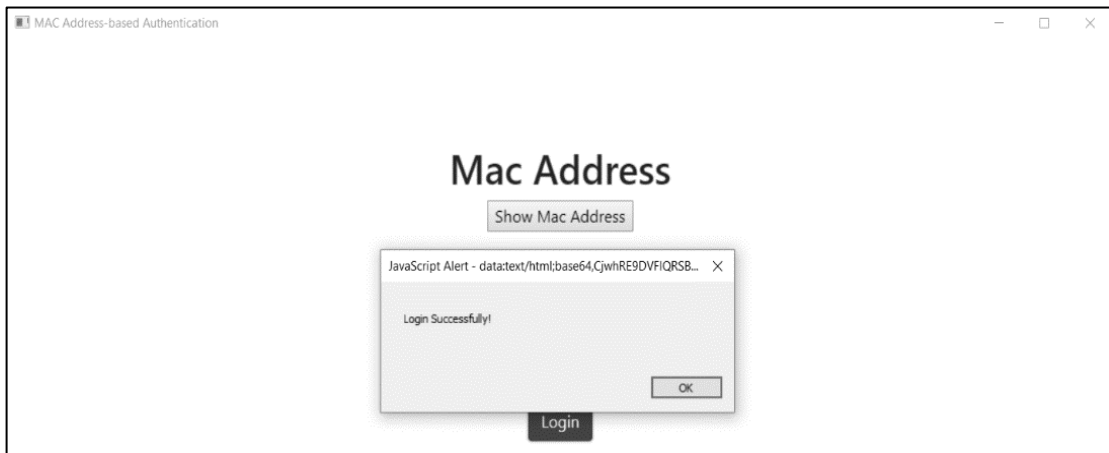 MAC Address-based Authentication
Mac Address
Show Mac Address
JavaScript Alert - data:text/html;base64,CjwhRE9DVFlQRSB...
Login Successfully!
OK
Login